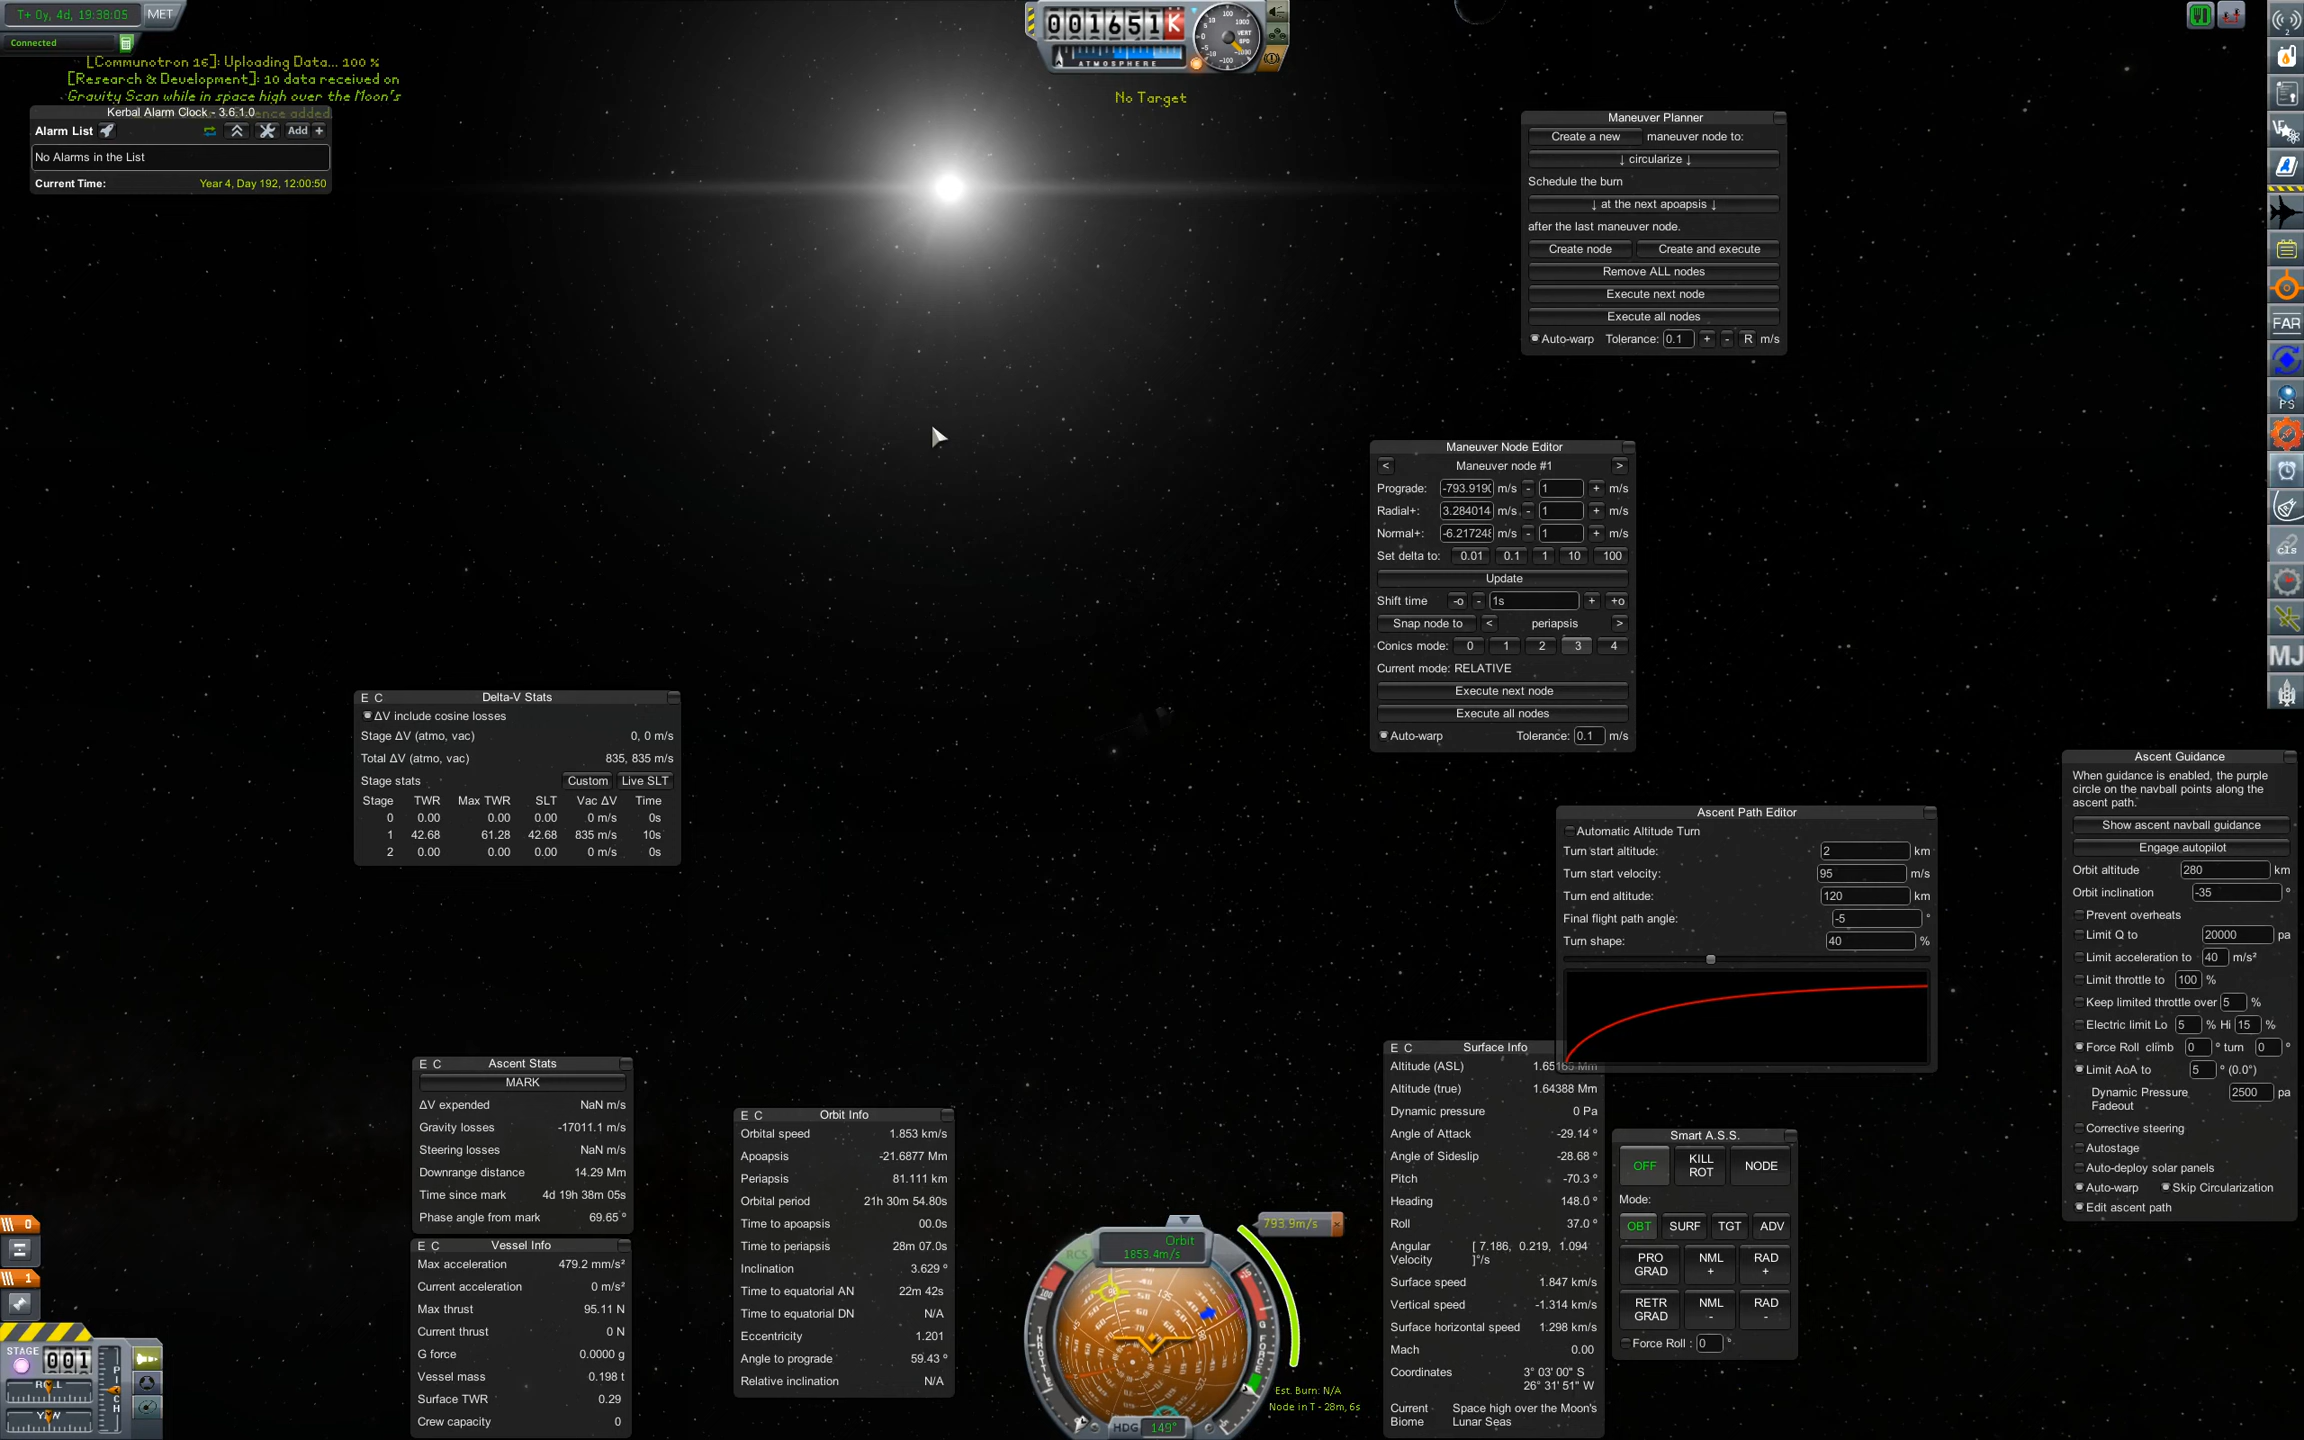 T+ 0y, 4d, 19:38:05 MET
Connected
[Communotron 16]: Uploading Data... 100 %
[Research & Development]: 10 data received on
Gravity Scan while in space high over the Moon's
Kerbal Alarm Clock - 3.6.1.0
Alarm List Add +
No Alarms in the List
Current Time: Year 4, Day 192, 12:00:50
001651K
ATMOSPHERE
No Target
Maneuver Planner
Create a new maneuver node to:
↓ circularize ↓
Schedule the burn
↓ at the next apoapsis ↓
after the last maneuver node.
Create node Create and execute
Remove ALL nodes
Execute next node
Execute all nodes
Auto-warp Tolerance: 0.1 + - R m/s
Maneuver Node Editor
< Maneuver node #1 >
Prograde: -793.919 m/s - 1 + m/s
Radial+: 3.284014 m/s - 1 + m/s
Normal+: -6.21724 m/s - 1 + m/s
Set delta to: 0.01 0.1 1 10 100
Update
Shift time -o - 1s + +o
Snap node to < periapsis >
Conics mode: 0 1 2 3 4
Current mode: RELATIVE
Execute next node
Execute all nodes
Auto-warp Tolerance: 0.1 m/s
FAR
PS
cls
MJ
E C Delta-V Stats
ΔV include cosine losses
Stage ΔV (atmo, vac) 0, 0 m/s
Total ΔV (atmo, vac) 835, 835 m/s
Stage stats Custom Live SLT
Stage TWR Max TWR SLT Vac ΔV Time
0 0.00 0.00 0.00 0 m/s 0s
1 42.68 61.28 42.68 835 m/s 10s
2 0.00 0.00 0.00 0 m/s 0s
Ascent Path Editor
Automatic Altitude Turn
Turn start altitude: 2 km
Turn start velocity: 95 m/s
Turn end altitude: 120 km
Final flight path angle: -5 °
Turn shape: 40 %
Ascent Guidance
When guidance is enabled, the purple
circle on the navball points along the
ascent path.
Show ascent navball guidance
Engage autopilot
Orbit altitude 280 km
Orbit inclination -35 °
Prevent overheats
Limit Q to 20000 pa
Limit acceleration to 40 m/s²
Limit throttle to 100 %
Keep limited throttle over 5 %
Electric limit Lo 5 % Hi 15 %
Force Roll climb 0 ° turn 0 °
Limit AoA to 5 ° (0.0°)
Dynamic Pressure
Fadeout 2500 pa
Corrective steering
Autostage
Auto-deploy solar panels
Auto-warp Skip Circularization
Edit ascent path
E C Ascent Stats
MARK
ΔV expended NaN m/s
Gravity losses -17011.1 m/s
Steering losses NaN m/s
Downrange distance 14.29 Mm
Time since mark 4d 19h 38m 05s
Phase angle from mark 69.65 °
E C Vessel Info
Max acceleration 479.2 mm/s²
Current acceleration 0 m/s²
Max thrust 95.11 N
Current thrust 0 N
G force 0.0000 g
Vessel mass 0.198 t
Surface TWR 0.29
Crew capacity 0
E C Orbit Info
Orbital speed 1.853 km/s
Apoapsis -21.6877 Mm
Periapsis 81.111 km
Orbital period 21h 30m 54.80s
Time to apoapsis 00.0s
Time to periapsis 28m 07.0s
Inclination 3.629 °
Time to equatorial AN 22m 42s
Time to equatorial DN N/A
Eccentricity 1.201
Angle to prograde 59.43 °
Relative inclination N/A
E C Surface Info
Altitude (ASL) 1.65165 Mm
Altitude (true) 1.64388 Mm
Dynamic pressure 0 Pa
Angle of Attack -29.14 °
Angle of Sideslip -28.68 °
Pitch -70.3 °
Heading 148.0 °
Roll 37.0 °
Angular
Velocity [ 7.186, 0.219, 1.094 ]°/s
Surface speed 1.847 km/s
Vertical speed -1.314 km/s
Surface horizontal speed 1.298 km/s
Mach 0.00
Coordinates 3° 03' 00" S
26° 31' 51" W
Current
Biome Space high over the Moon's
Lunar Seas
Smart A.S.S.
OFF KILL ROT NODE
Mode:
OBT SURF TGT ADV
PRO GRAD NML + RAD +
RETR GRAD NML - RAD -
Force Roll : 0 °
793.9m/s
RCS
Orbit
1853.4m/s
Est. Burn: N/A
Node in T - 28m, 6s
HDG 149°
0
1
STAGE 001
ROLL
YAW
PITCH